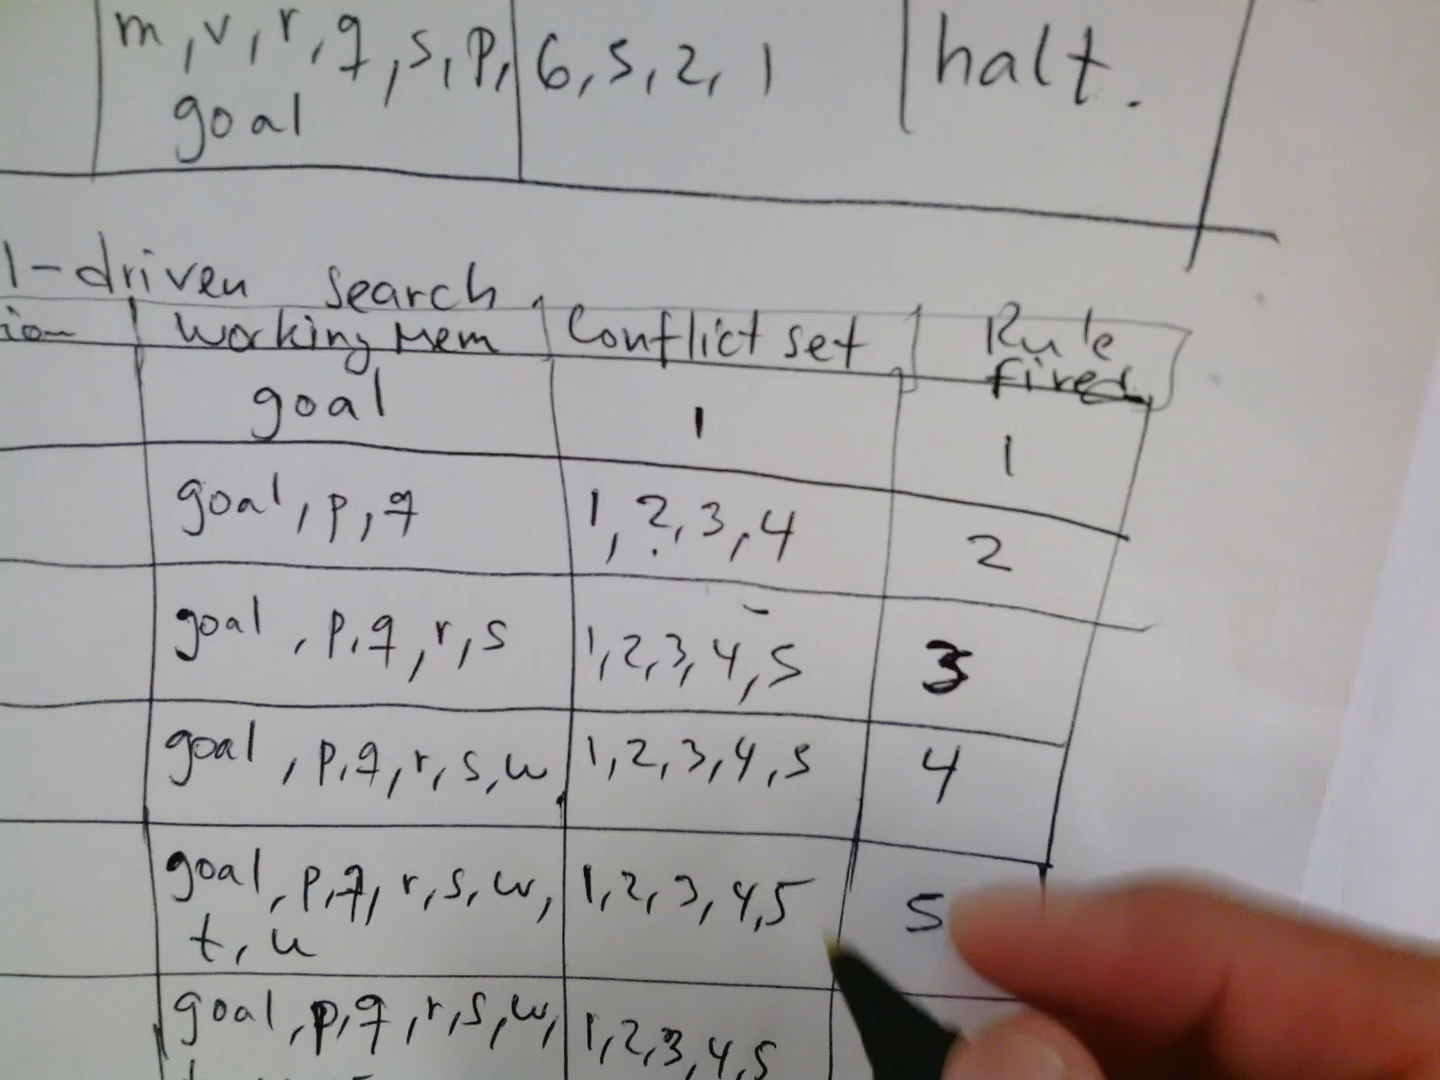 m, v, r, q, s, p, 6, 5, 2, 1 halt.
goal
l-driven search
ion Working Mem Conflict set Rule fired
goal 1 1
goal, p, q 1, 2, 3, 4 2
goal, p, q, r, s 1, 2, 3, 4, 5 3
goal, p, q, r, s, w 1, 2, 3, 4, 5 4
goal, p, q, r, s, w, 1, 2, 3, 4, 5 5
t, u
goal, p, q, r, s, w, 1, 2, 3, 4, 5